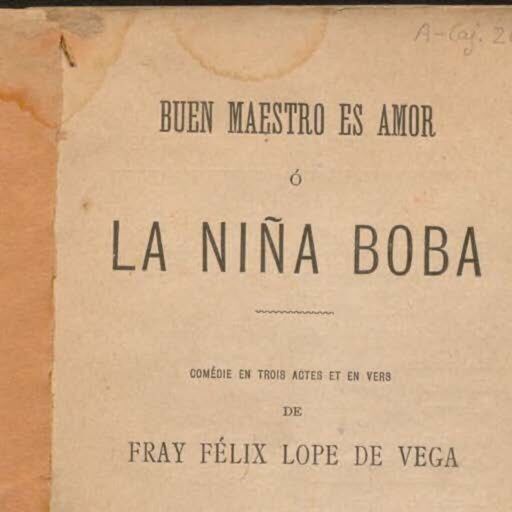 A-Caj.
BUEN MAESTRO ES AMOR
Ó
LA NIÑA BOBA
COMÉDIE EN TROIS ACTES ET EN VERS
DE
FRAY FÉLIX LOPE DE VEGA